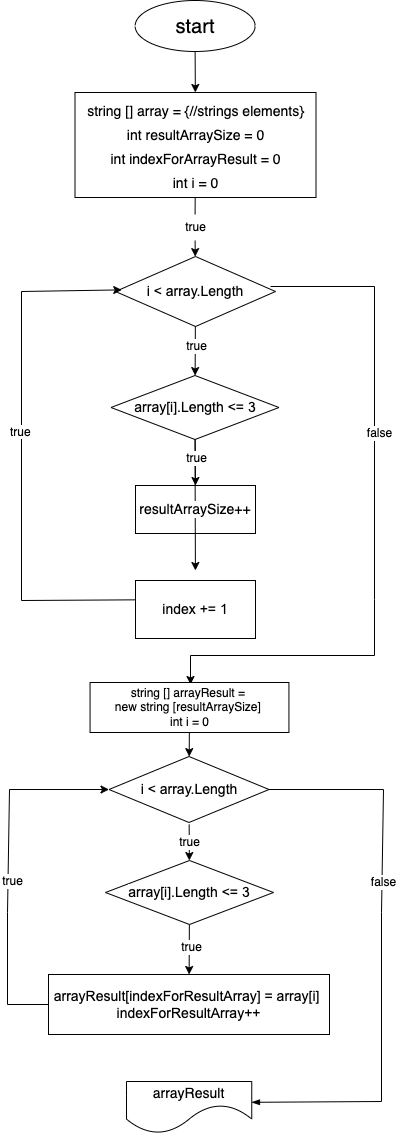 start
string [] array = {//strings elements}
int resultArraySize = 0
int indexForArrayResult = 0
int i = 0
true
i < array.Length
true
array[i].Length <= 3
true
false
true
resultArraySize++
index += 1
string [] arrayResult =
new string [resultArraySize]
int i = 0
i < array.Length
true
true
false
array[i].Length <= 3
true
arrayResult[indexForResultArray] = array[i]
indexForResultArray++
arrayResult